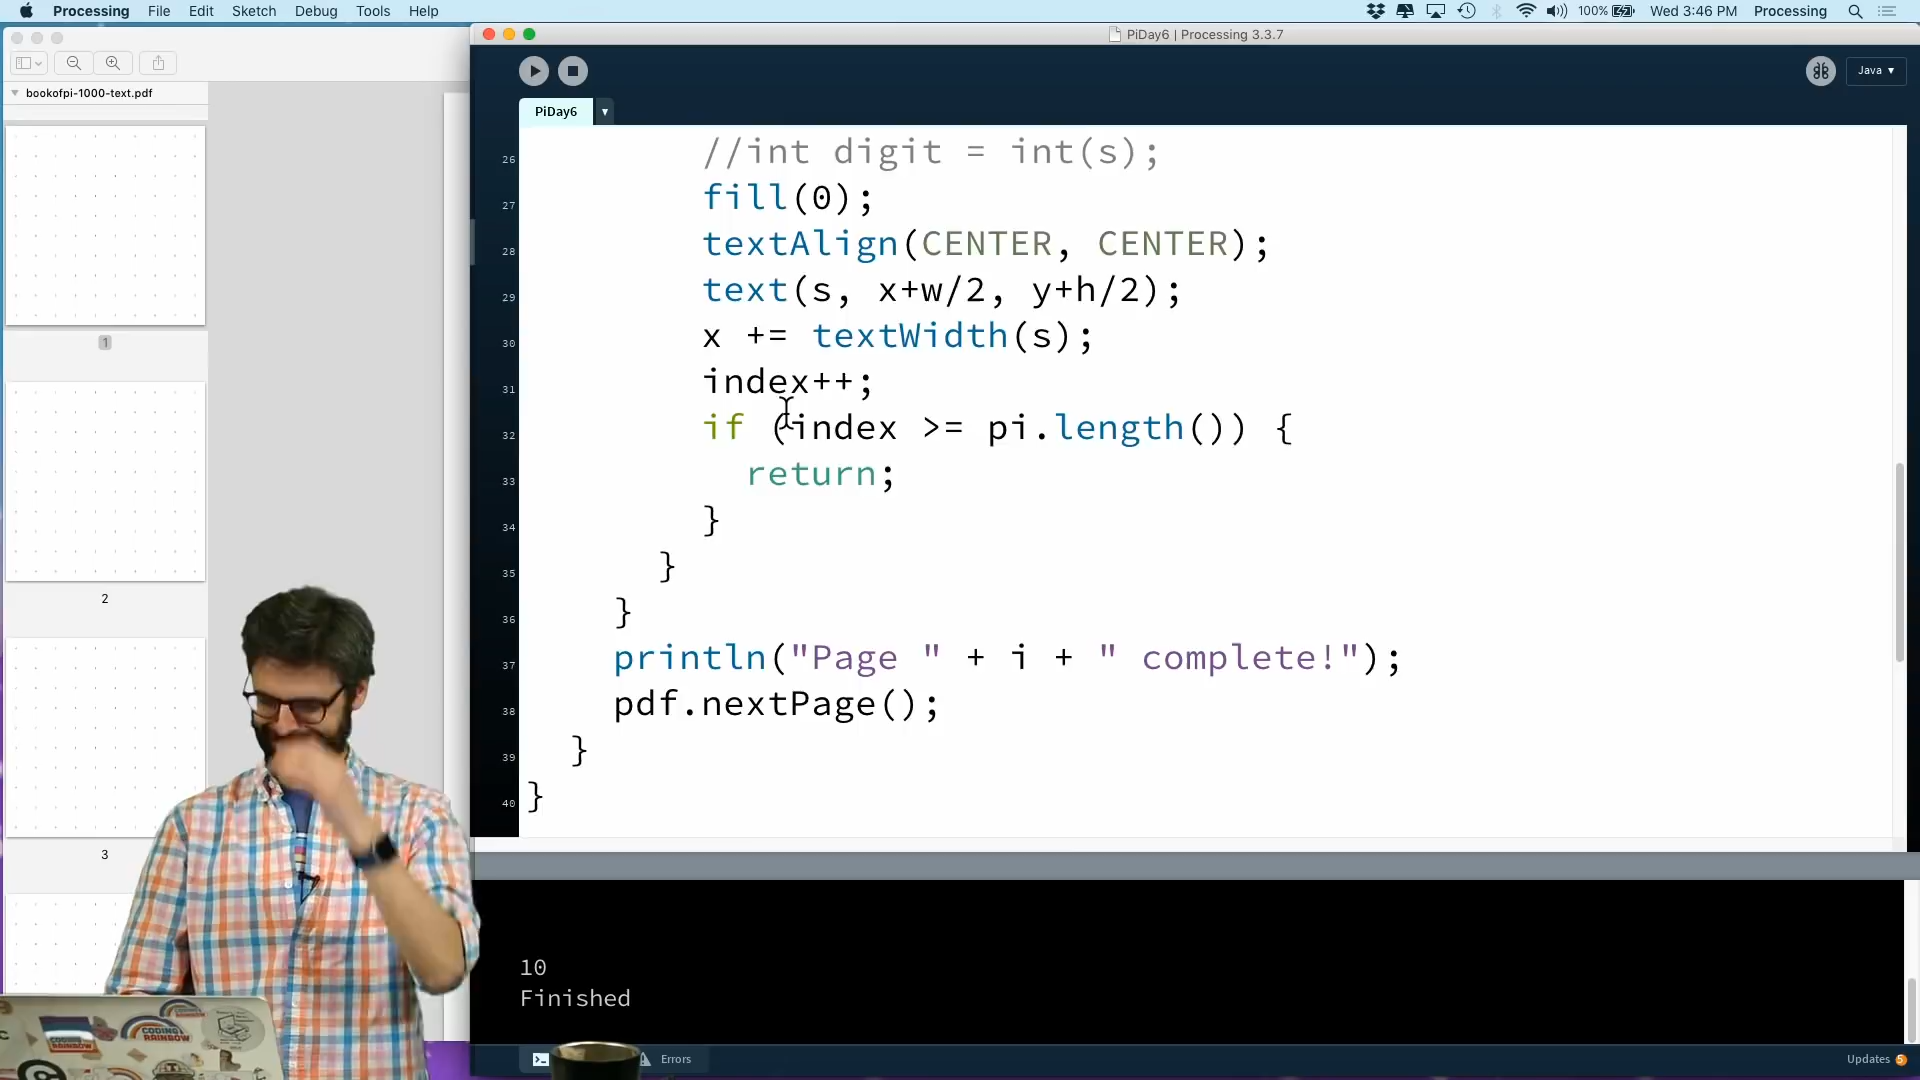 Processing File Edit Sketch Debug Tools Help 100% Wed 3:46 PM Processing
PiDay6 | Processing 3.3.7
Java
bookofpi-1000-text.pdf
PiDay6
1
2
3
26 //int digit = int(s);
27 fill(0);
28 textAlign(CENTER, CENTER);
29 text(s, x+w/2, y+h/2);
30 x += textWidth(s);
31 index++;
32 if (index >= pi.length()) {
33 return;
34 }
35 }
36 }
37 println("Page " + i + " complete!");
38 pdf.nextPage();
39 }
40 }
10
Finished
Errors
Updates 5
CODING
RAINBOW